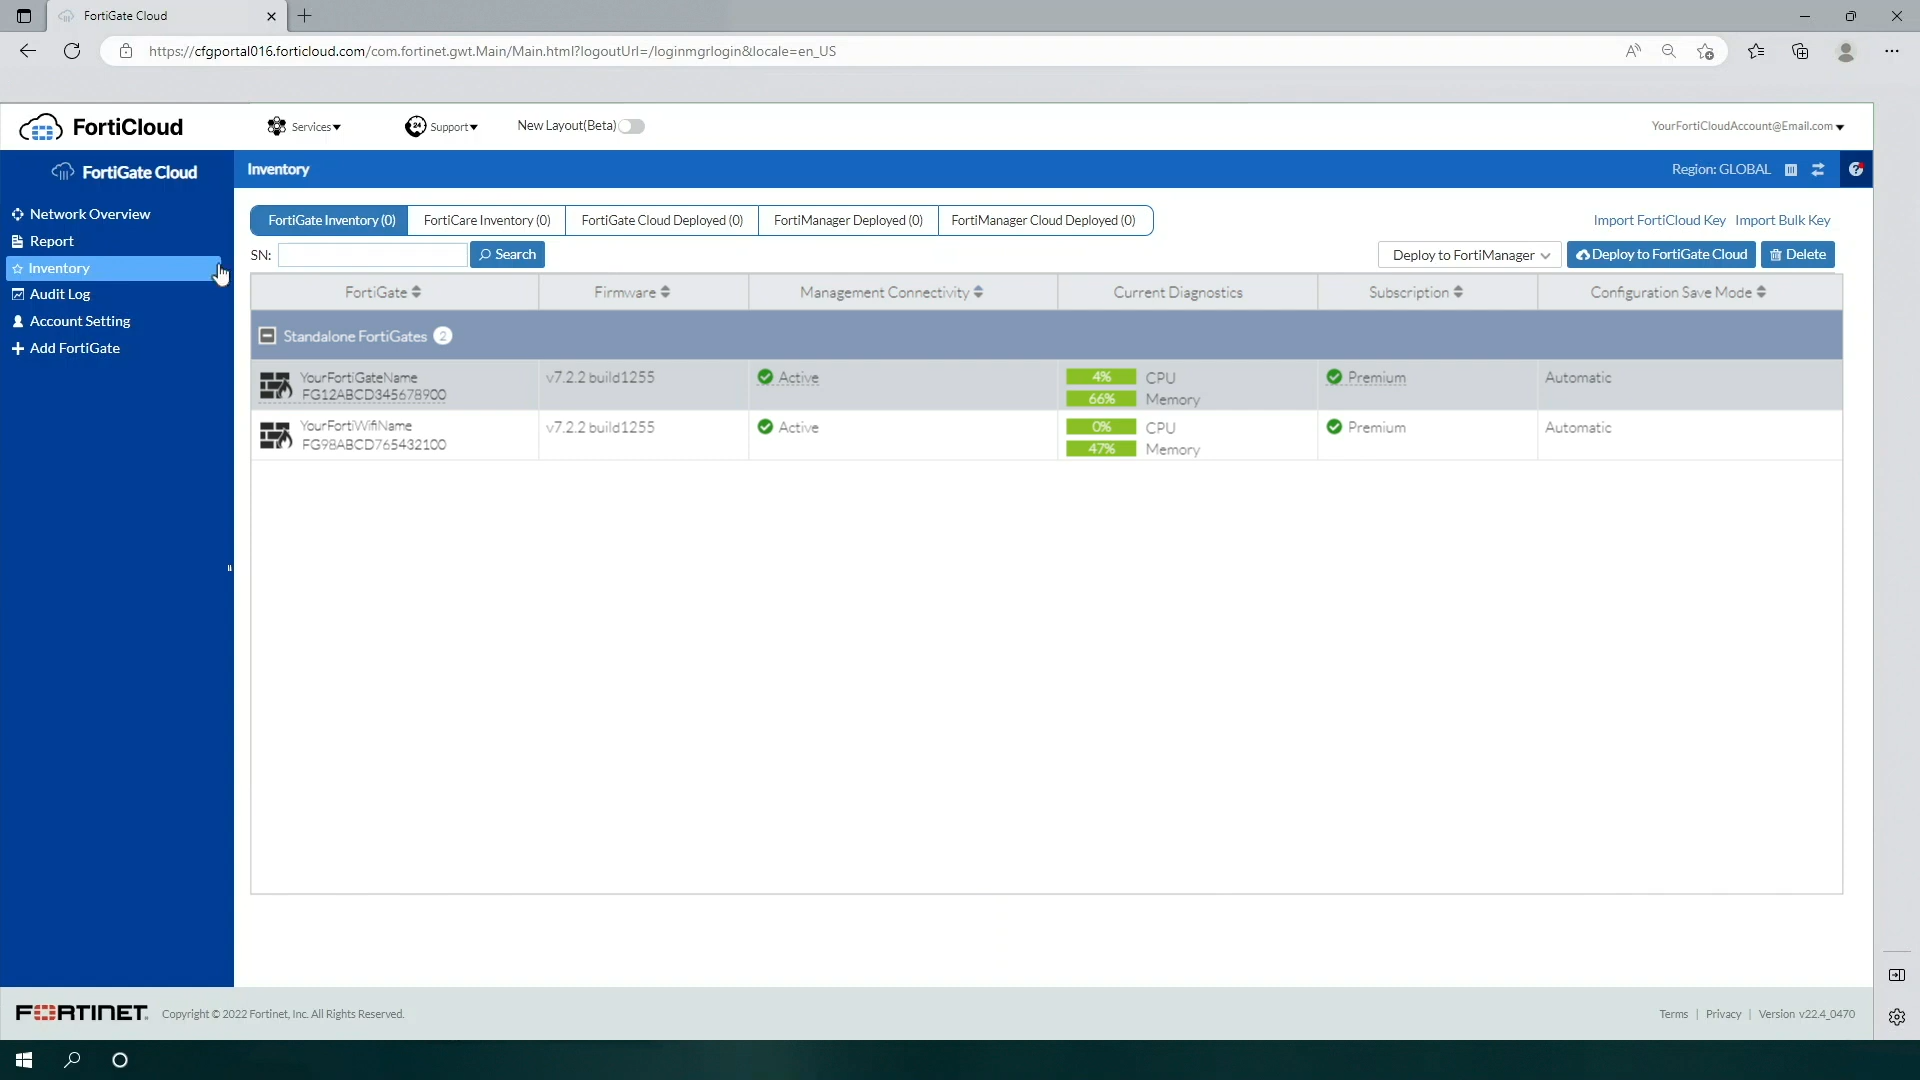 FortiGate Cloud
https://cfgportal016.forticloud.com/com.fortinet.gwt.Main/Main.html?logoutUrl=/loginmgrlogin&locale=en_US
FortiCloud
Services
24
Support
New Layout(Beta)
YourFortiCloudAccount@Email.com
FortiGate Cloud
Inventory
Region: GLOBAL
Network Overview
Report
Inventory
Audit Log
Account Setting
Add FortiGate
FortiGate Inventory (0)
FortiCare Inventory (0)
FortiGate Cloud Deployed (0)
FortiManager Deployed (0)
FortiManager Cloud Deployed (0)
Import FortiCloud Key
Import Bulk Key
SN:
Search
Deploy to FortiManager
Deploy to FortiGate Cloud
Delete
FortiGate
Firmware
Management Connectivity
Current Diagnostics
Subscription
Configuration Save Mode
Standalone FortiGates 2
YourFortiGateName
FG12ABCD345678900
v7.2.2 build1255
Active
4% CPU
66% Memory
Premium
Automatic
YourFortiWifiName
FG98ABCD765432100
v7.2.2 build1255
Active
0% CPU
47% Memory
Premium
Automatic
FORTINET
Copyright © 2022 Fortinet, Inc. All Rights Reserved.
Terms | Privacy | Version v22.4_0470